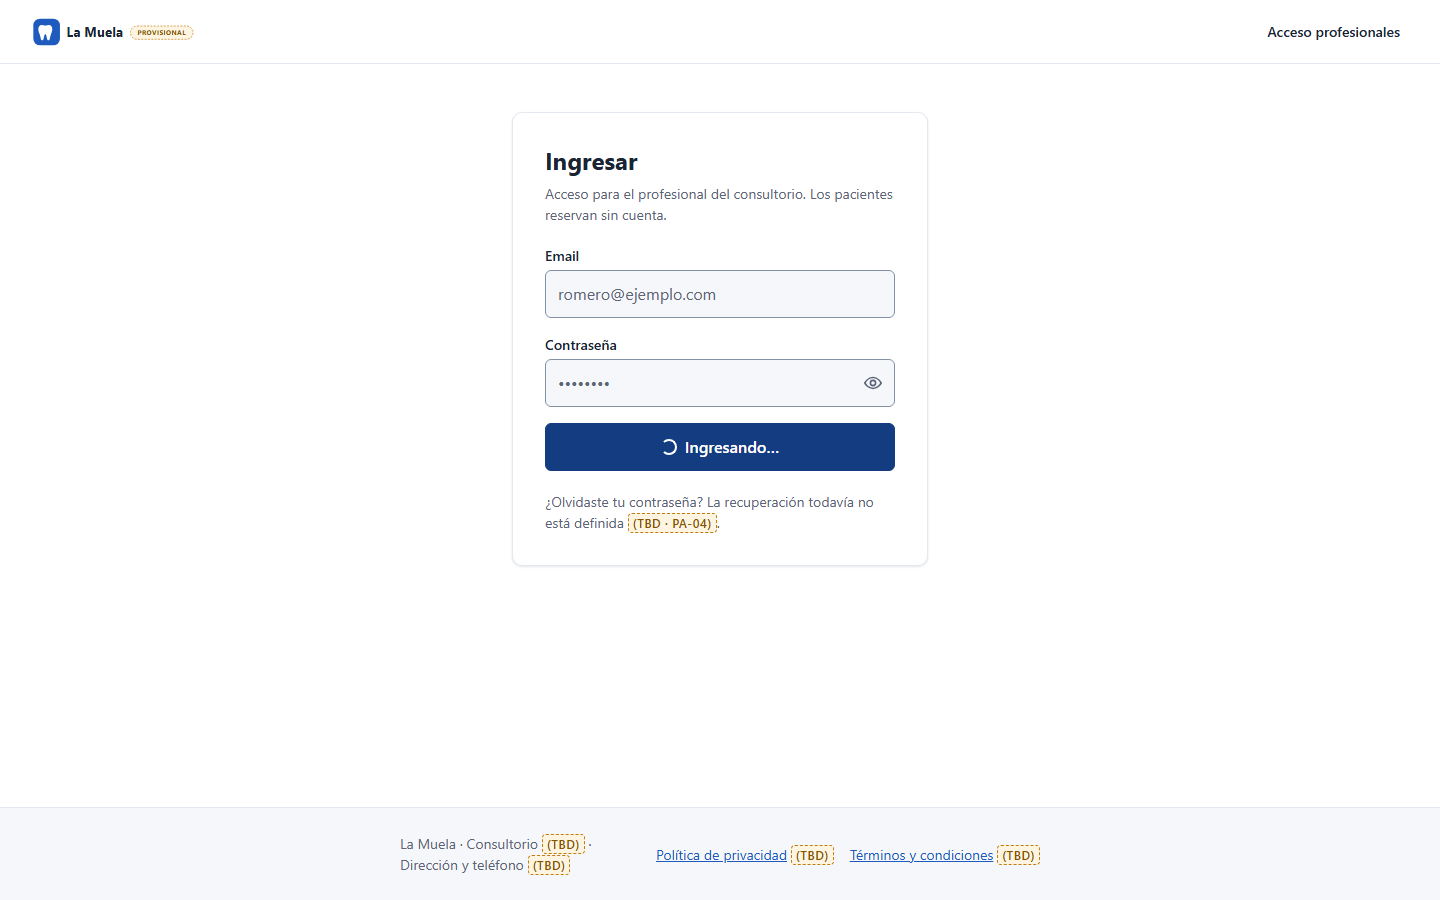 La Muela PROVISIONAL
Acceso profesionales
Ingresar
Acceso para el profesional del consultorio. Los pacientes
reservan sin cuenta.
Email
romero@ejemplo.com
Contraseña
••••••••
Ingresando...
¿Olvidaste tu contraseña? La recuperación todavía no
está definida (TBD · PA-04).
La Muela · Consultorio (TBD) ·
Dirección y teléfono (TBD)
Política de privacidad (TBD) Términos y condiciones (TBD)